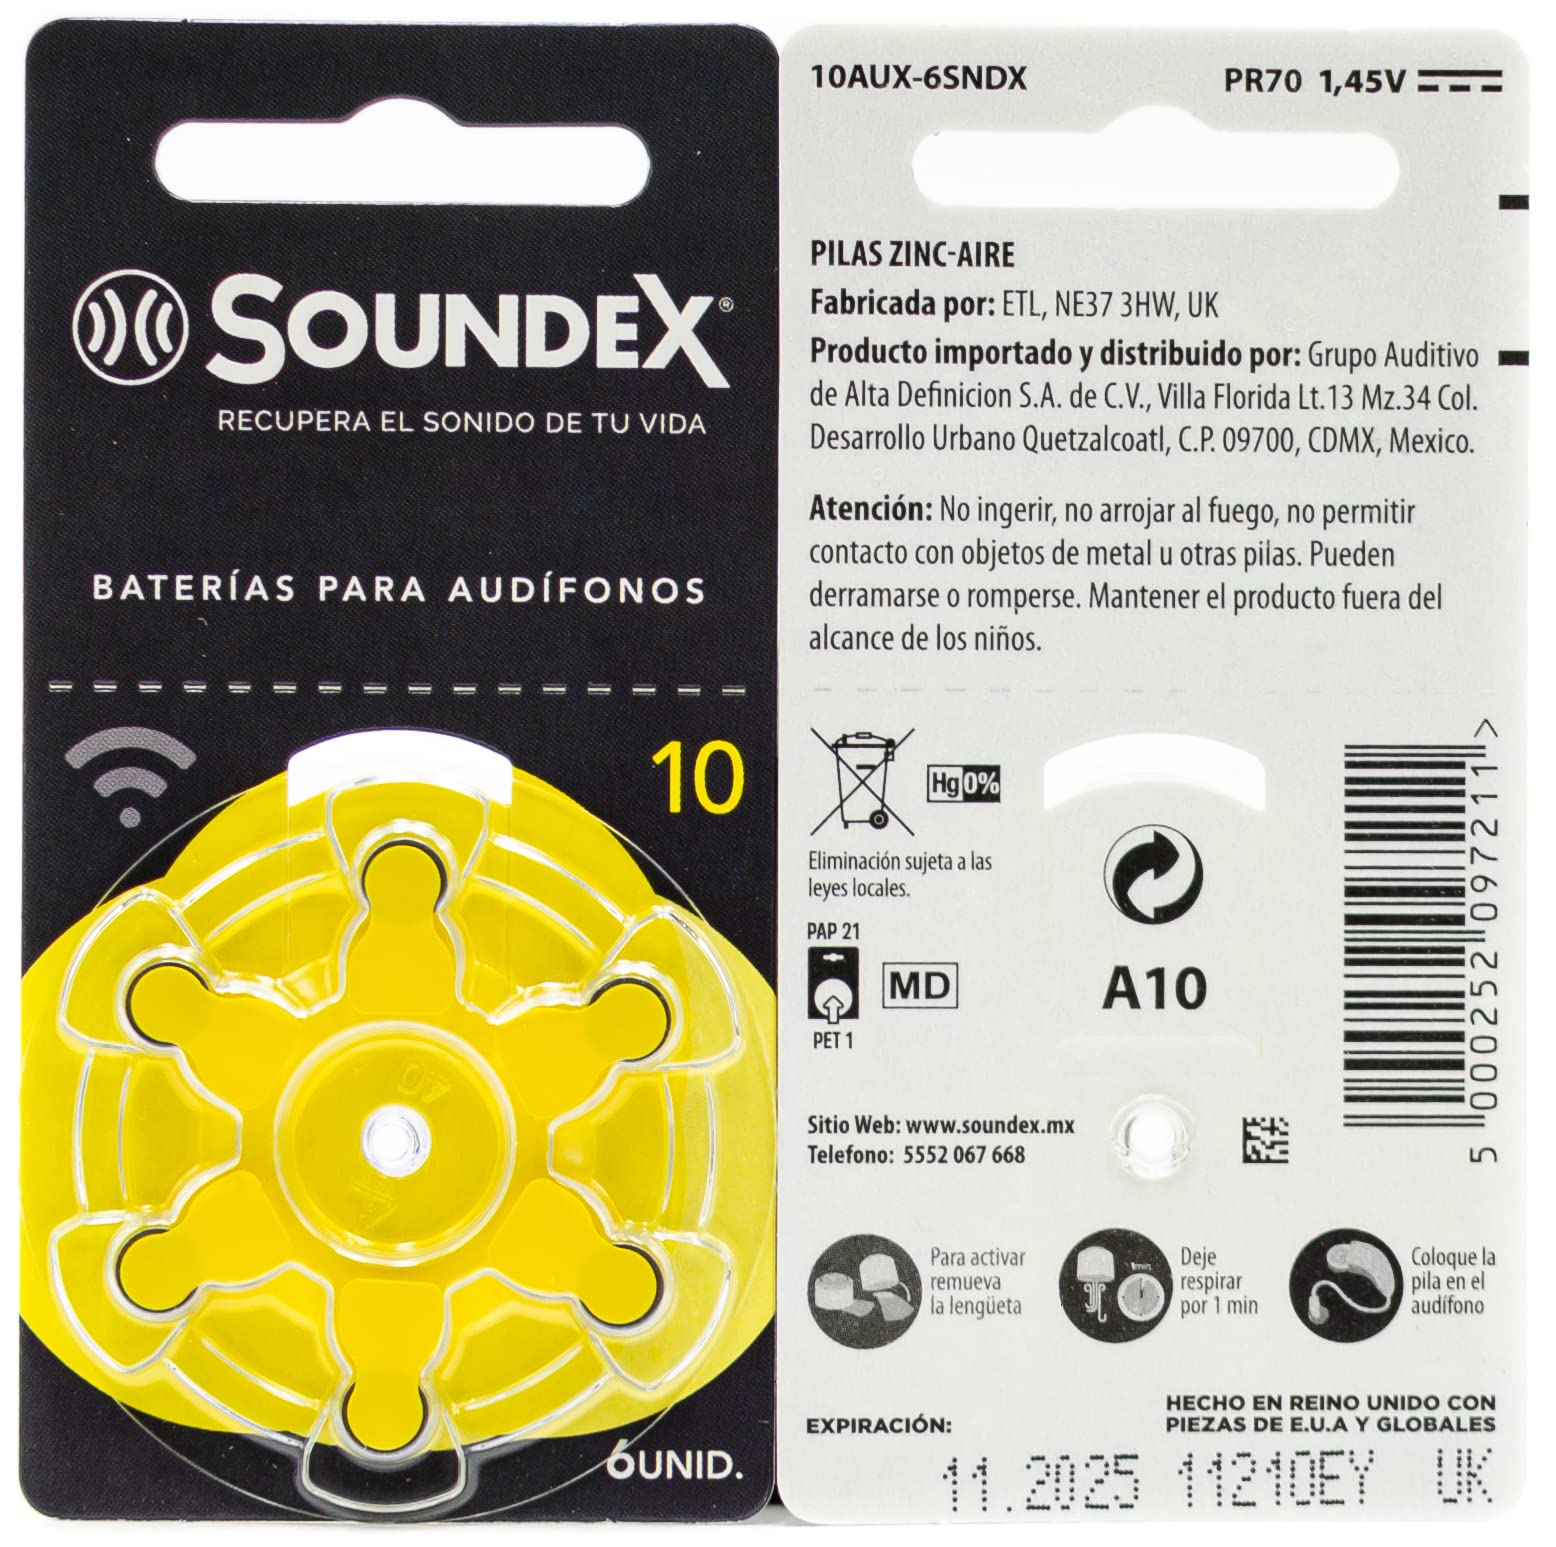 SOUNDEX®
RECUPERA EL SONIDO DE TU VIDA
BATERÍAS PARA AUDÍFONOS
10
6UNID.
10AUX-6SNDX
PR70 1,45V
PILAS ZINC-AIRE
Fabricada por: ETL, NE37 3HW, UK
Producto importado y distribuido por: Grupo Auditivo
de Alta Definicion S.A. de C.V., Villa Florida Lt.13 Mz.34 Col.
Desarrollo Urbano Quetzalcoatl, C.P. 09700, CDMX, Mexico.
Atención: No ingerir, no arrojar al fuego, no permitir
contacto con objetos de metal u otras pilas. Pueden
derramarse o romperse. Mantener el producto fuera del
alcance de los niños.
Hg0%
Eliminación sujeta a las
leyes locales.
PAP 21
MD
PET 1
A10
5 000252 097211 >
Sitio Web: www.soundex.mx
Telefono: 5552 067 668
Para activar
remueva
la lengüeta
1min
Deje
respirar
por 1 min
Coloque la
pila en el
audífono
HECHO EN REINO UNIDO CON
PIEZAS DE E.U.A Y GLOBALES
EXPIRACIÓN:
11.2025 11210EY UK